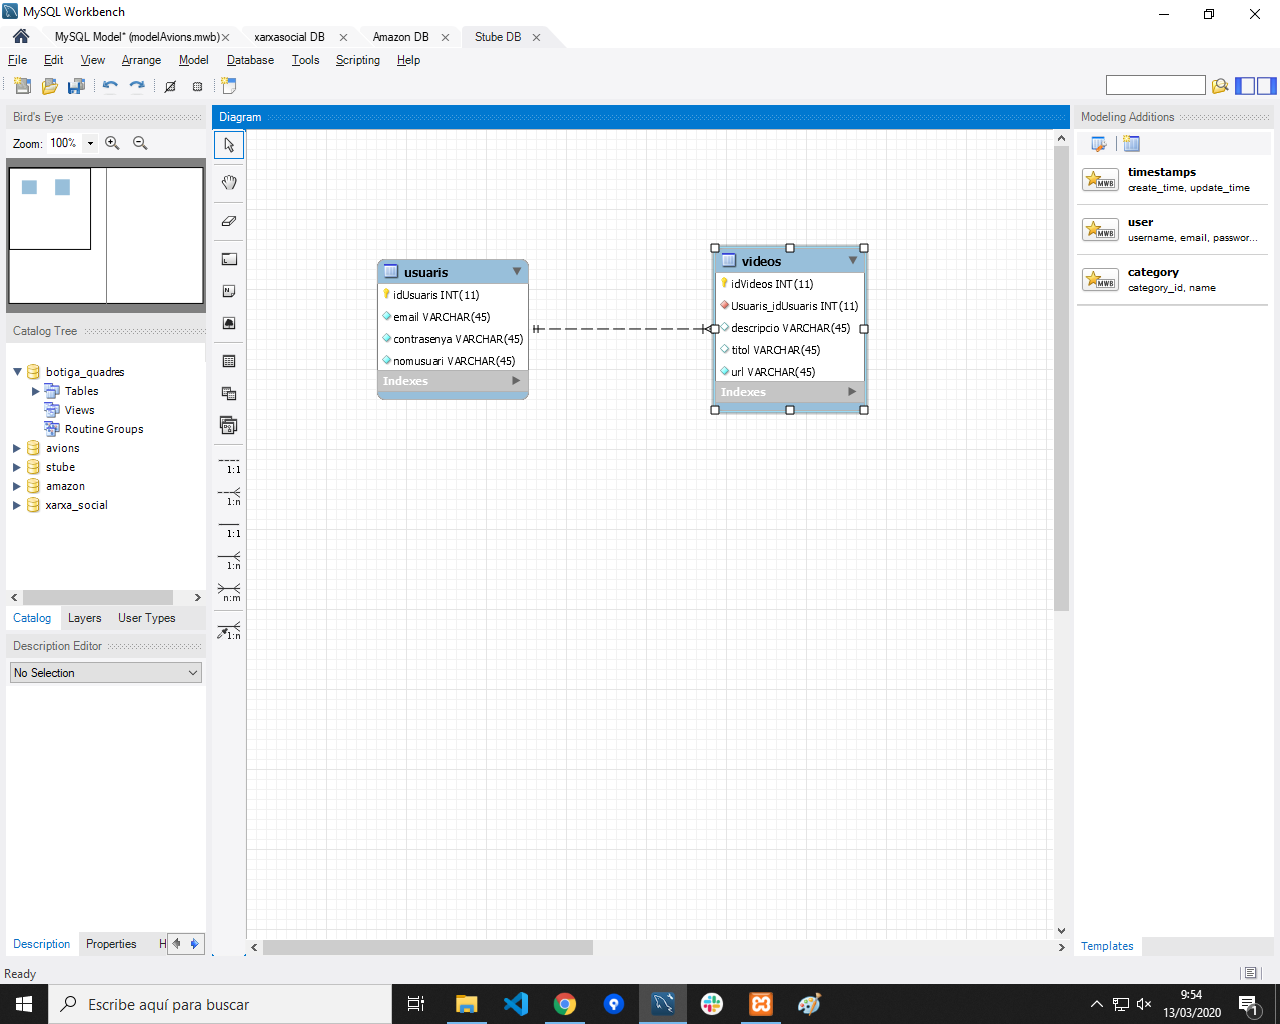 MySQL Workbench
MySQL Model* (modelAvions.mwb)
xarxasocial DB
Amazon DB
Stube DB
File Edit View Arrange Model Database Tools Scripting Help
Bird's Eye
Zoom: 100%
Catalog Tree
botiga_quadres
Tables
Views
Routine Groups
avions
stube
amazon
xarxa_social
Catalog Layers User Types
Description Editor
No Selection
Description Properties H
Diagram
1:1
1:n
1:1
1:n
n:m
1:n
usuaris
idUsuaris INT(11)
email VARCHAR(45)
contrasenya VARCHAR(45)
nomusuari VARCHAR(45)
Indexes
videos
idVideos INT(11)
Usuaris_idUsuaris INT(11)
descripcio VARCHAR(45)
titol VARCHAR(45)
url VARCHAR(45)
Indexes
Modeling Additions
MWB
timestamps
create_time, update_time
MWB
user
username, email, passwor...
MWB
category
category_id, name
Templates
Ready
Escribe aquí para buscar
9:54
13/03/2020
1